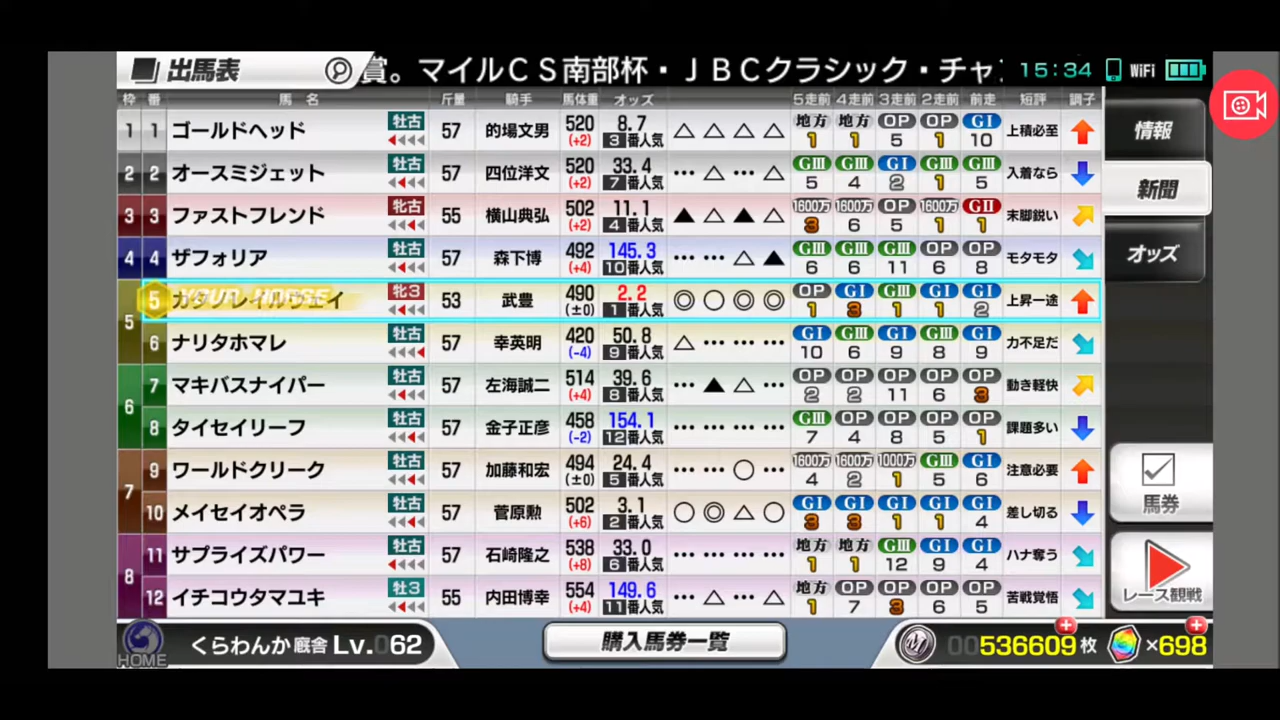 出馬表 賞。マイルCS南部杯・JBCクラシック・チャ 15:34 WiFi
枠 番 馬名 斤量 騎手 馬体重 オッズ 5走前 4走前 3走前 2走前 前走 短評 調子
1 1 ゴールドヘッド 牡古 57 的場文男 520 (+2) 8.7 3番人気 △ △ △ △ 地方 1 地方 1 OP 5 OP 1 GI 10 上積必至
2 2 オースミジェット 牡古 57 四位洋文 520 (+2) 33.4 7番人気 … △ … △ GIII 5 GIII 4 GI 2 GIII 1 GIII 5 入着なら
3 3 ファストフレンド 牝古 55 横山典弘 502 (+2) 11.1 4番人気 ▲ △ ▲ △ 1600万 3 1600万 6 OP 5 1600万 1 GII 1 末脚鋭い
4 4 ザフォリア 牡古 57 森下博 492 (+4) 145.3 10番人気 … … △ ▲ GIII 6 GIII 6 GIII 11 OP 6 OP 8 モタモタ
5 5 YOUR HORSE 牝3 53 武豊 490 (±0) 2.2 1番人気 ◎ ○ ◎ ◎ OP 1 GI 3 GIII 1 GIII 1 GI 2 上昇一途
6 ナリタホマレ 牡古 57 幸英明 420 (-4) 50.8 9番人気 △ … … … GI 10 GIII 6 GI 9 GIII 8 GI 9 力不足だ
6 7 マキバスナイパー 牡古 57 左海誠二 514 (+4) 39.6 8番人気 … ▲ △ … OP 2 OP 2 OP 11 OP 6 OP 3 動き軽快
8 タイセイリーフ 牡古 57 金子正彦 458 (-2) 154.1 12番人気 … … … … GIII 7 OP 4 OP 8 OP 5 OP 1 課題多い
7 9 ワールドクリーク 牡古 57 加藤和宏 494 (±0) 24.4 5番人気 … … ○ … 1600万 4 1600万 2 1000万 1 GIII 5 GI 6 注意必要
10 メイセイオペラ 牡古 57 菅原勲 502 (+6) 3.1 2番人気 ○ ◎ △ ○ GI 3 GI 3 GI 1 GI 1 GI 4 差し切る
8 11 サプライズパワー 牡古 57 石崎隆之 538 (+8) 33.0 6番人気 … … … … 地方 1 地方 1 GIII 12 GI 9 GI 4 ハナ奪う
12 イチコウタマユキ 牡3 55 内田博幸 554 (+4) 149.6 11番人気 … △ … △ 地方 1 OP 7 OP 3 OP 6 OP 5 苦戦覚悟
情報
新聞
オッズ
馬券
レース観戦
HOME くらわんか厩舎 Lv.062 購入馬券一覧 00536609枚 ×698